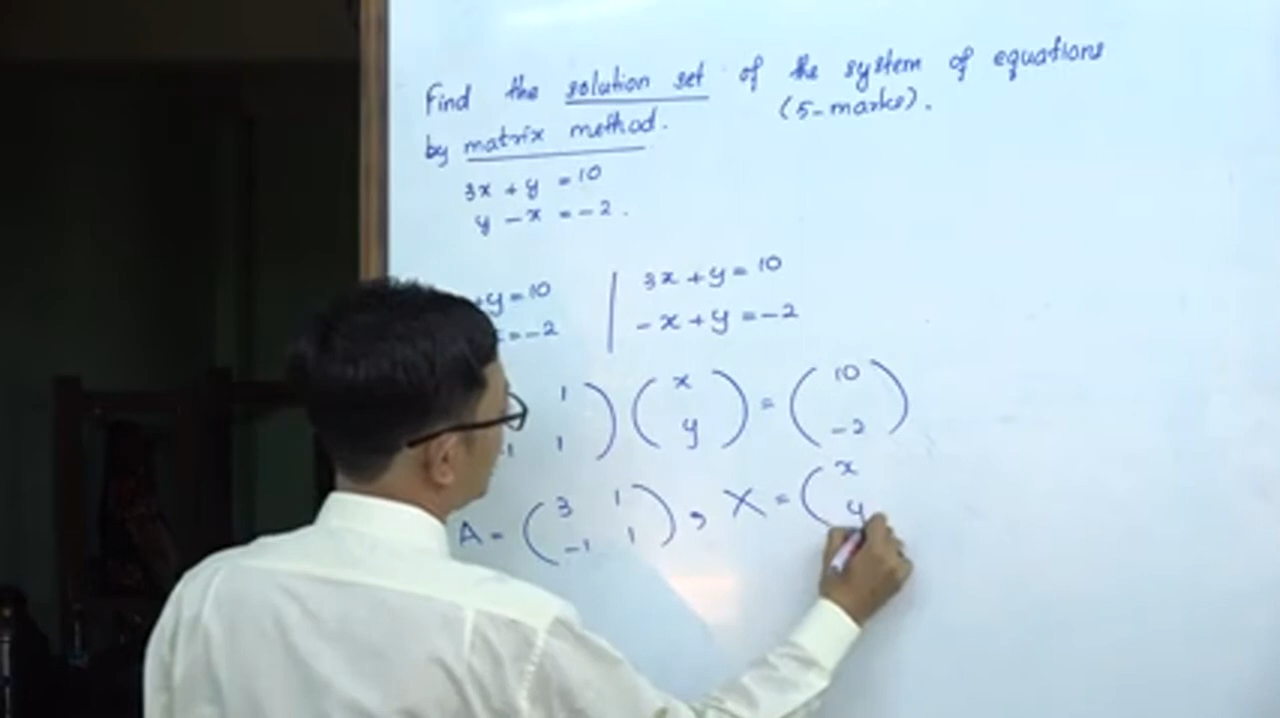 Find the solution set of the system of equations
by matrix method. (5-marks).
3x + y = 10
y - x = -2.
+y = 10 | 3x + y = 10
= -2 | -x + y = -2
1 ) ( x ) = ( 10 )
1 1 ) ( y ) ( -2 )
A = ( 3 1 ) , X = ( x
( -1 1 ) ( y